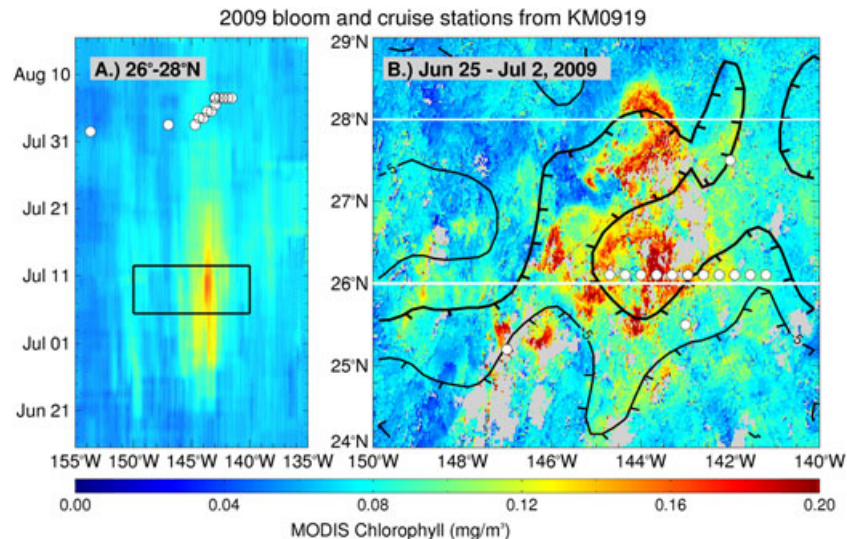 2009 bloom and cruise stations from KM0919
A.) 26°-28°N
B.) Jun 25 - Jul 2, 2009
Aug 10
Jul 31
Jul 21
Jul 11
Jul 01
Jun 21
29°N
28°N
27°N
26°N
25°N
24°N
155°W 150°W 145°W 140°W 135°W
150°W 148°W 146°W 144°W 142°W 140°W
0.00 0.04 0.08 0.12 0.16 0.20
MODIS Chlorophyll (mg/m³)